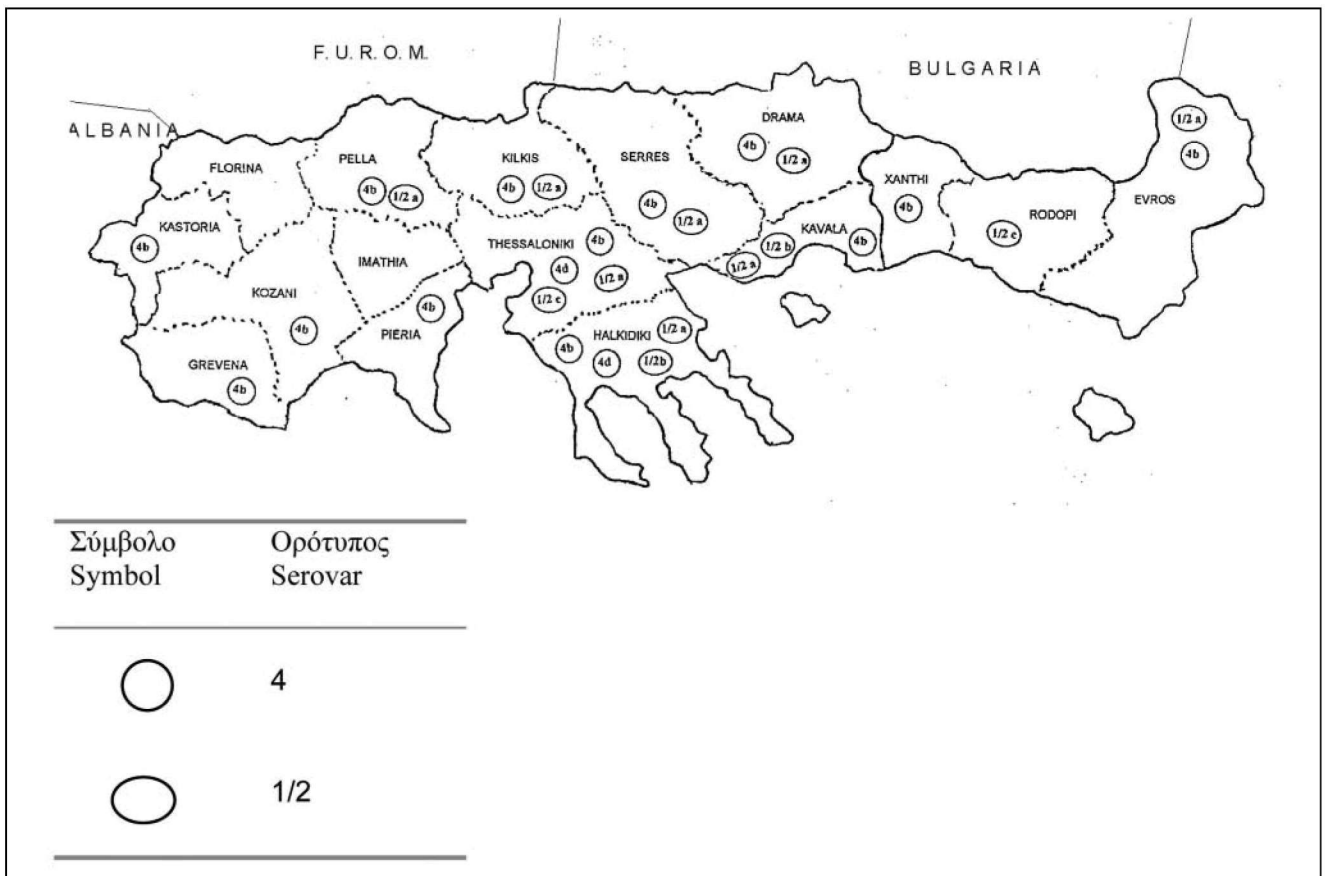 F. U. R. O. M.
BULGARIA
ALBANIA
FLORINA
PELLA
4b
1/2 a
KILKIS
4b
1/2 a
SERRES
4b
1/2 a
DRAMA
4b
1/2 a
XANTHI
4b
RODOPI
1/2 c
EVROS
1/2 a
4b
KASTORIA
4b
IMATHIA
THESSALONIKI
4b
4d
1/2 a
1/2 c
KAVALA
1/2 a
1/2 b
4b
KOZANI
4b
PIERIA
4b
GREVENA
4b
HALKIDIKI
1/2 a
4b
4d
1/2b
Σύμβολο Ορότυπος
Symbol Serovar
4
1/2